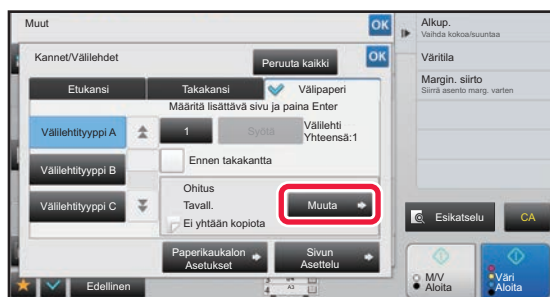 Muut
OK
Kannet/Välilehdet
Peruuta kaikki
OK
Etukansi
Takakansi
Välipaperi
Määritä lisättävä sivu ja paina Enter
Välilehtityyppi A
1
Syötä
Välilehti
Yhteensä:1
Välilehtityyppi B
Ennen takakantta
Välilehtityyppi C
Ohitus
Tavall.
Ei yhtään kopiota
Muuta
Paperikaukalon
Asetukset
Sivun
Asettelu
Edellinen
A3
Alkup.
Vaihda kokoa/suuntaa
Väritila
Margin. siirto
Siirrä asento marg. varten
Esikatselu
CA
M/V
Aloita
Väri
Aloita